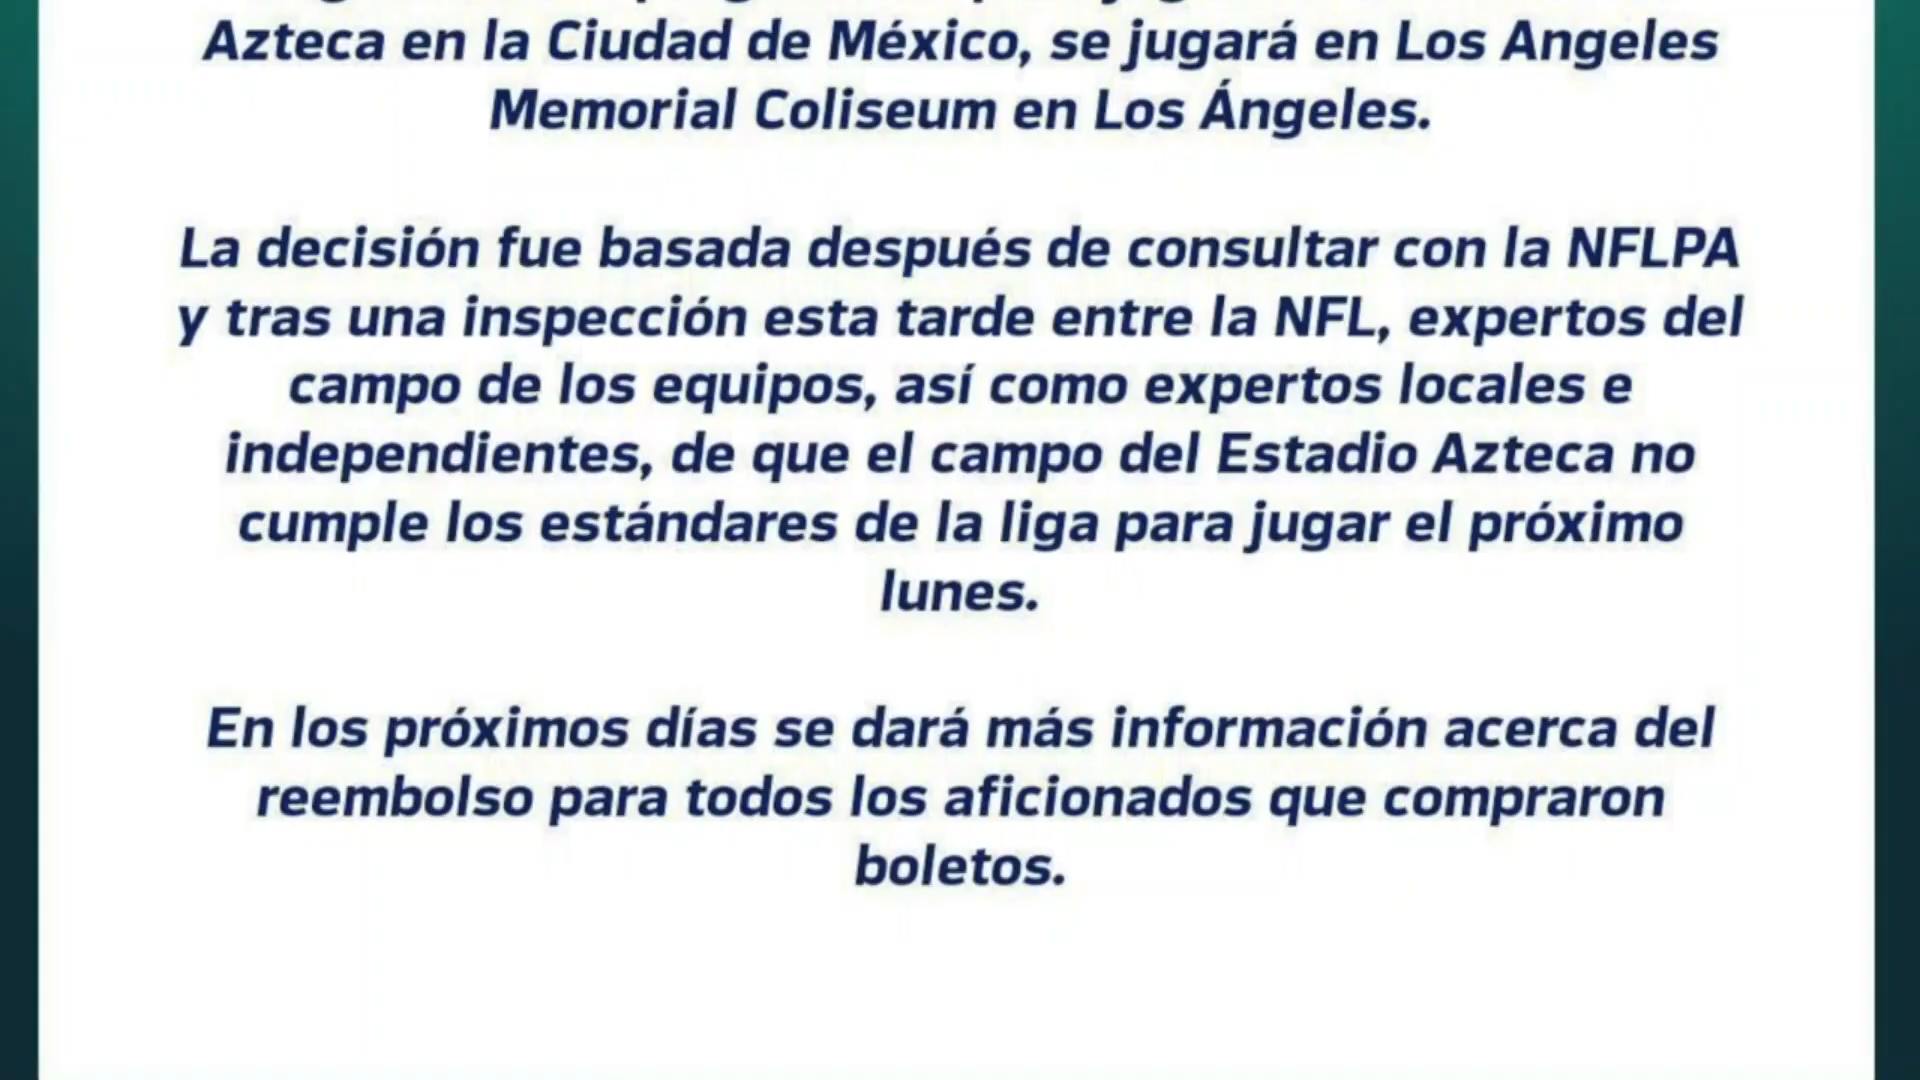 Azteca en la Ciudad de México, se jugará en Los Angeles
Memorial Coliseum en Los Ángeles.
La decisión fue basada después de consultar con la NFLPA
y tras una inspección esta tarde entre la NFL, expertos del
campo de los equipos, así como expertos locales e
independientes, de que el campo del Estadio Azteca no
cumple los estándares de la liga para jugar el próximo
lunes.
En los próximos días se dará más información acerca del
reembolso para todos los aficionados que compraron
boletos.